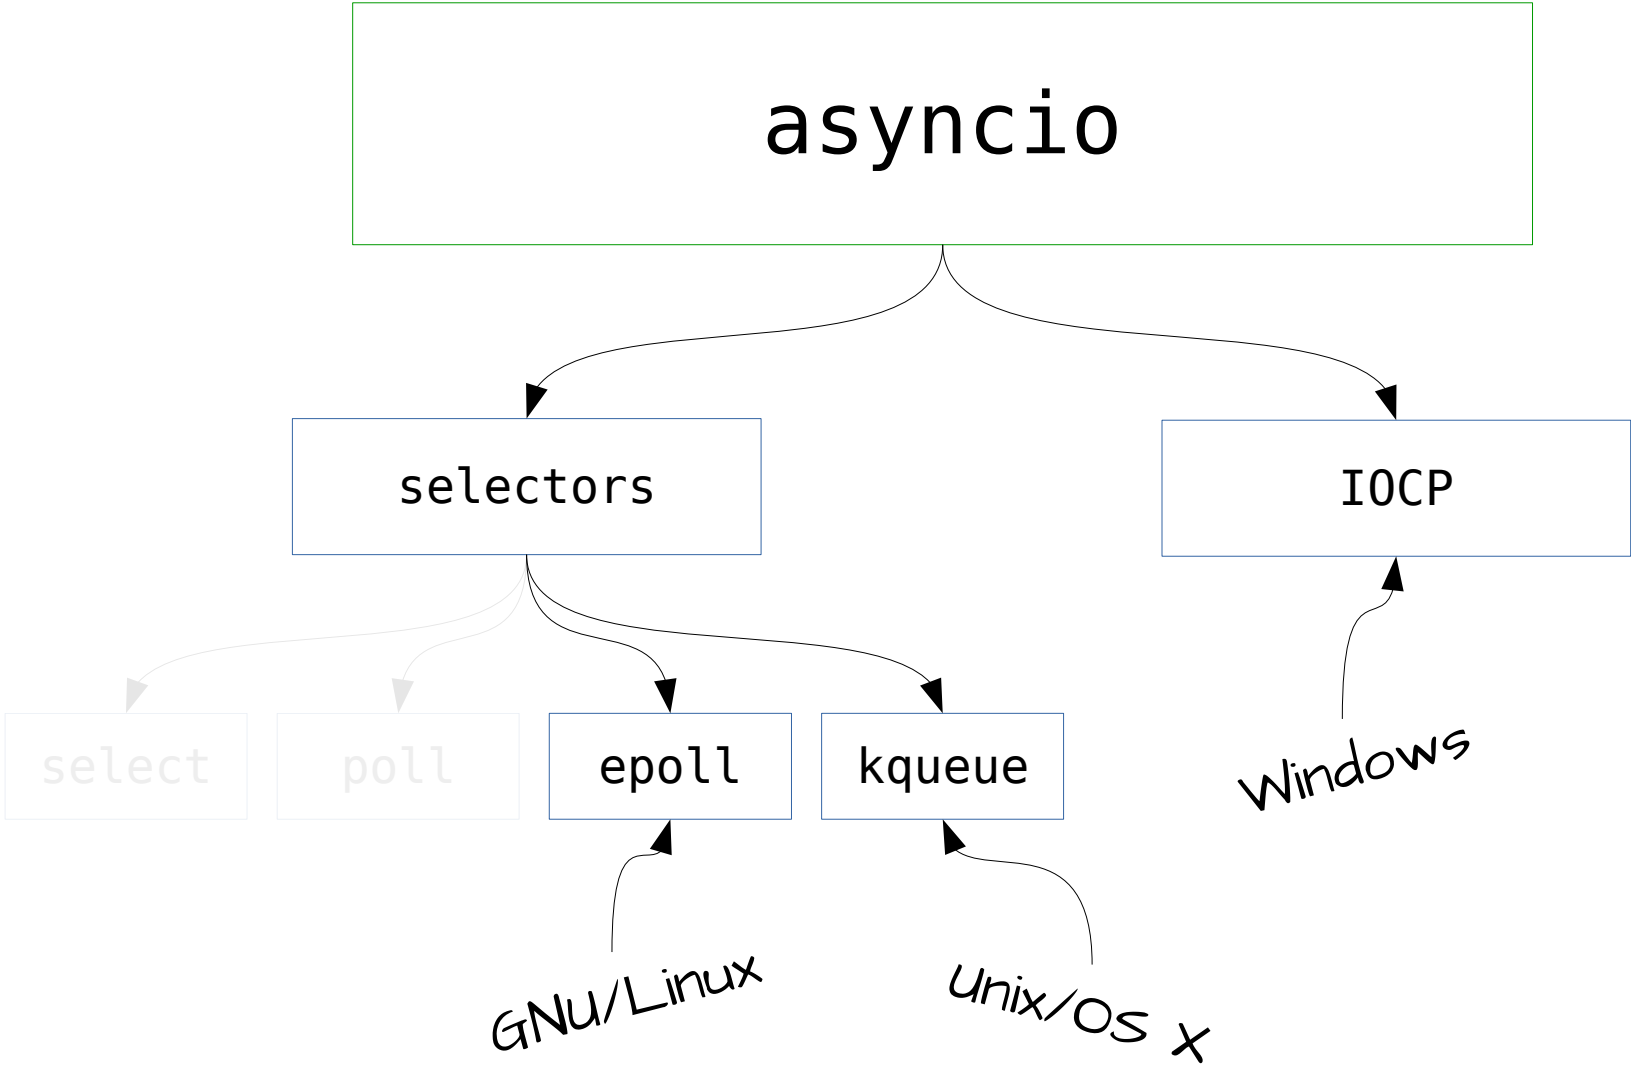 asyncio
selectors
IOCP
select
poll
epoll
kqueue
Windows
GNU/Linux
Unix/OS X